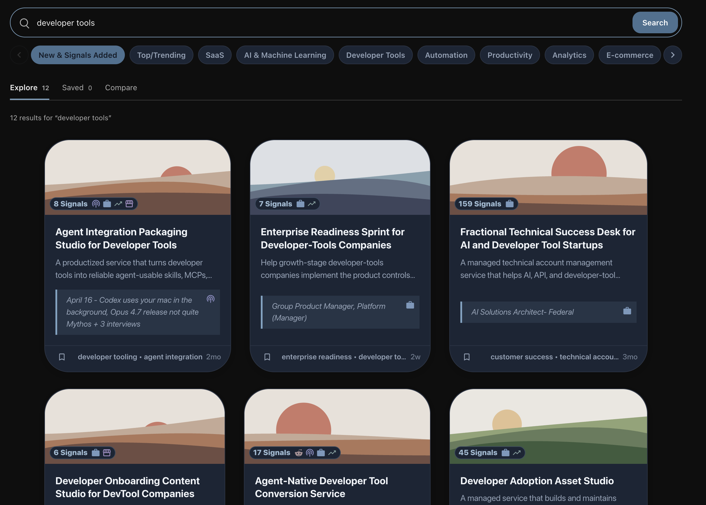 developer tools
Search
New & Signals Added
Top/Trending
SaaS
AI & Machine Learning
Developer Tools
Automation
Productivity
Analytics
E-commerce
Explore 12
Saved 0
Compare
12 results for "developer tools"
8 Signals
Agent Integration Packaging
Studio for Developer Tools
A productized service that turns developer
tools into reliable agent-usable skills, MCPs,...
April 16 - Codex uses your mac in the
background, Opus 4.7 release not quite
Mythos + 3 interviews
developer tooling • agent integration 2mo
7 Signals
Enterprise Readiness Sprint for
Developer-Tools Companies
Help growth-stage developer-tools
companies implement the product controls...
Group Product Manager, Platform
(Manager)
enterprise readiness • developer to... 2w
159 Signals
Fractional Technical Success Desk for
AI and Developer Tool Startups
A managed technical account management
service that helps AI, API, and developer-tool...
AI Solutions Architect- Federal
customer success • technical accou... 3mo
6 Signals
Developer Onboarding Content
Studio for DevTool Companies
17 Signals
Agent-Native Developer Tool
Conversion Service
45 Signals
Developer Adoption Asset Studio
A managed service that builds and maintains